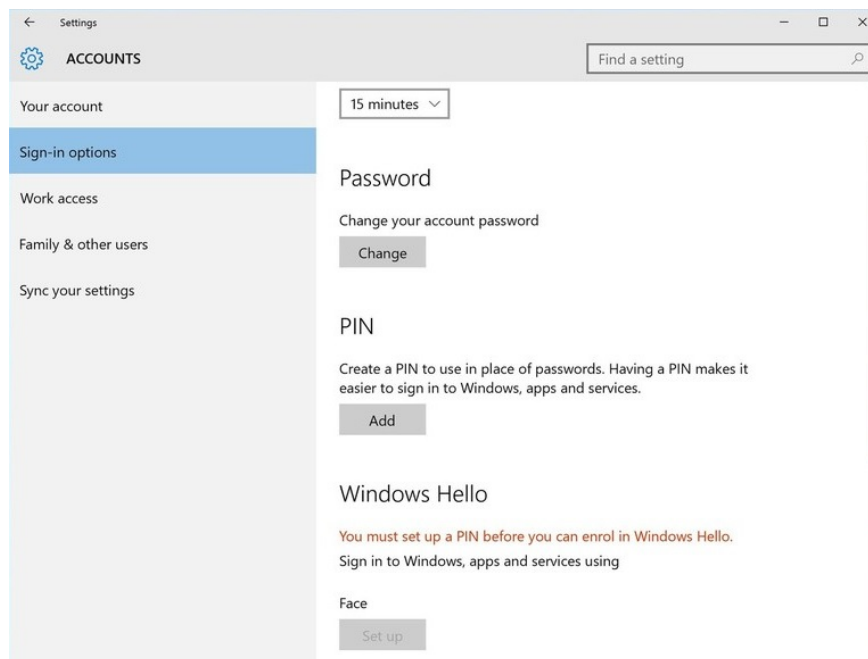 Settings
ACCOUNTS
Find a setting
Your account
Sign-in options
Work access
Family & other users
Sync your settings
15 minutes
Password
Change your account password
Change
PIN
Create a PIN to use in place of passwords. Having a PIN makes it
easier to sign in to Windows, apps and services.
Add
Windows Hello
You must set up a PIN before you can enrol in Windows Hello.
Sign in to Windows, apps and services using
Face
Set up